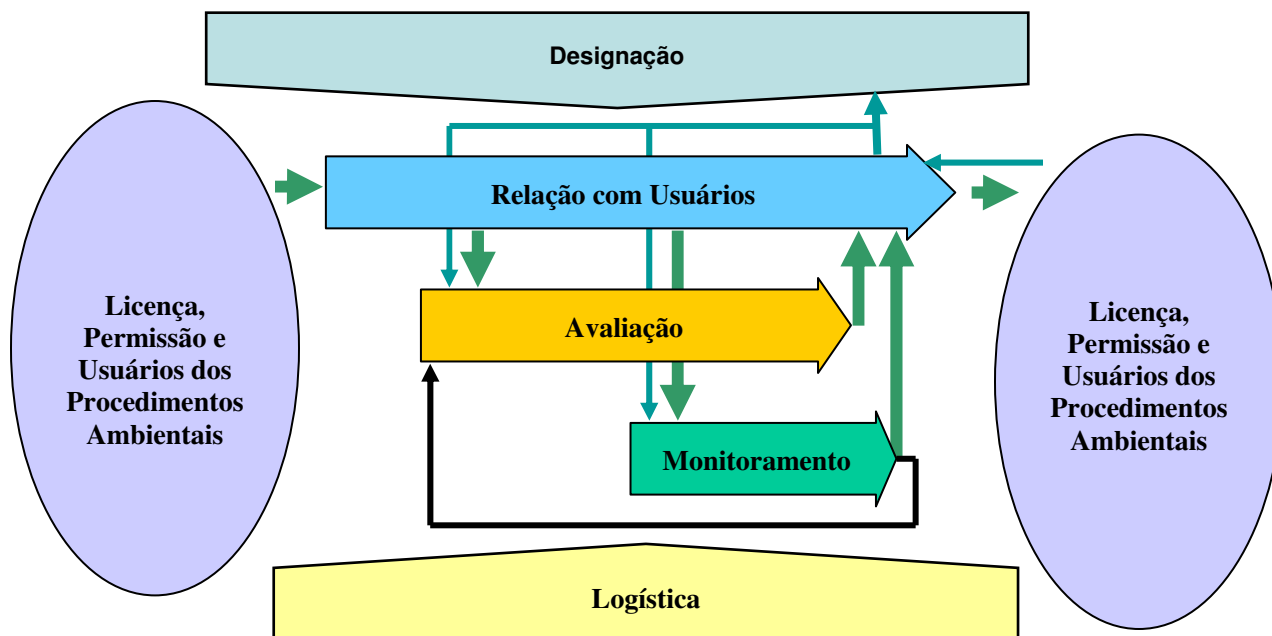 Designação
Relação com Usuários
Licença,
Permissão e
Usuários dos
Procedimentos
Ambientais
Avaliação
Licença,
Permissão e
Usuários dos
Procedimentos
Ambientais
Monitoramento
Logística